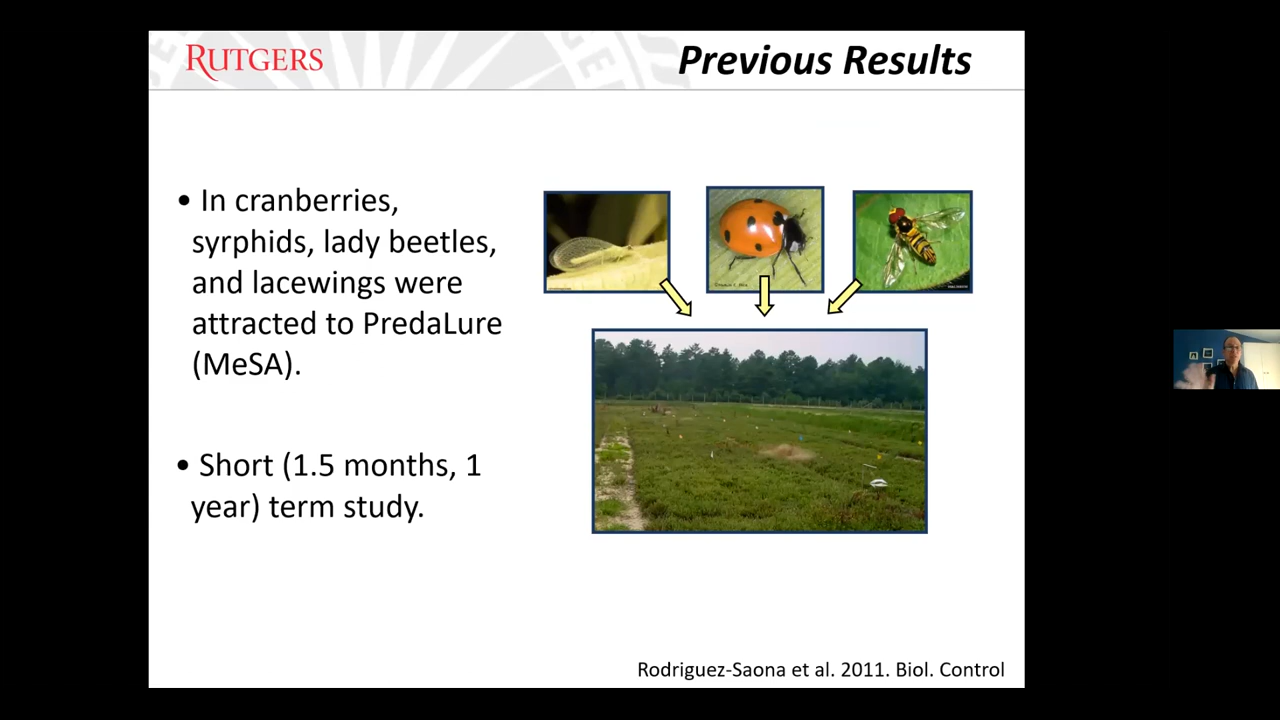 RUTGERS
Previous Results
• In cranberries,
syrphids, lady beetles,
and lacewings were
attracted to PredaLure
(MeSA).
• Short (1.5 months, 1
year) term study.
Rodriguez-Saona et al. 2011. Biol. Control